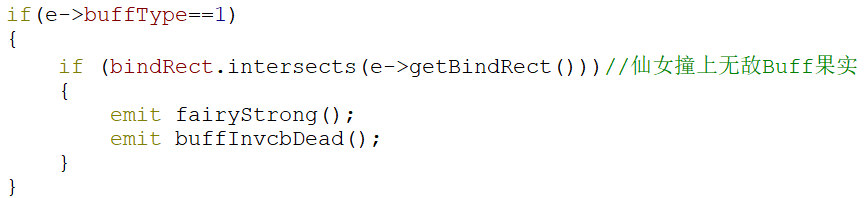 if(e->buffType==1)
{
    if (bindRect.intersects(e->getBindRect()))//仙女撞上无敌Buff果实
    {
        emit fairyStrong();
        emit buffInvcbDead();
    }
}